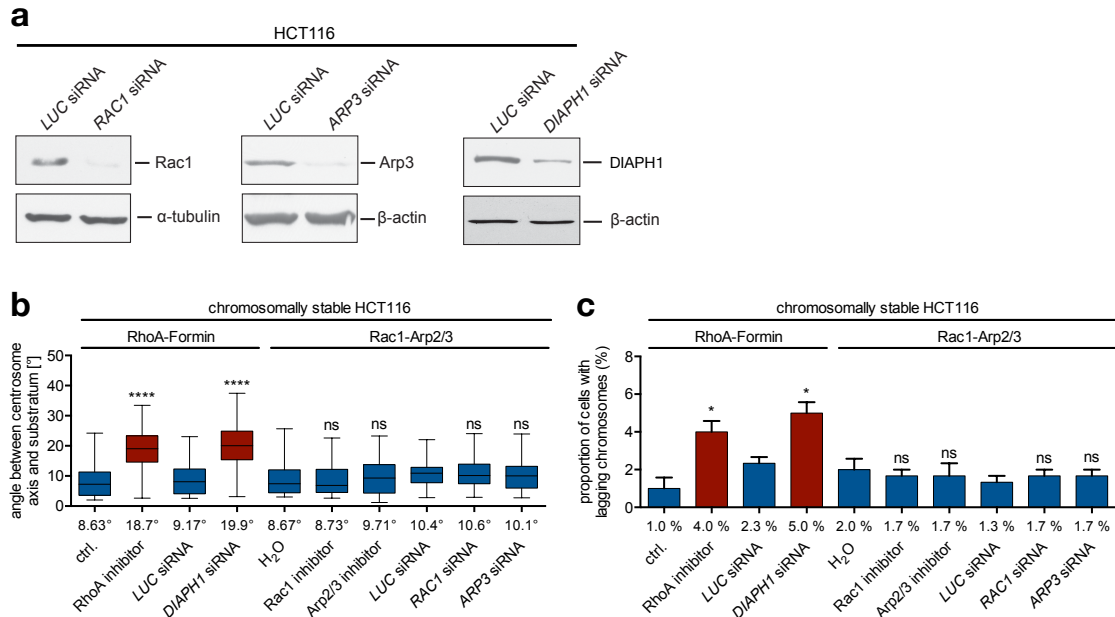 a
HCT116
LUC siRNA
RAC1 siRNA
LUC siRNA
ARP3 siRNA
LUC siRNA
DIAPH1 siRNA
Rac1
Arp3
DIAPH1
α-tubulin
β-actin
β-actin
b
chromosomally stable HCT116
RhoA-Formin
Rac1-Arp2/3
angle between centrosome
axis and substratum [°]
50
40
30
20
10
0
****
****
ns
ns
ns
ns
8.63°
18.7°
9.17°
19.9°
8.67°
8.73°
9.71°
10.4°
10.6°
10.1°
ctrl.
RhoA inhibitor
LUC siRNA
DIAPH1 siRNA
H₂O
Rac1 inhibitor
Arp2/3 inhibitor
LUC siRNA
RAC1 siRNA
ARP3 siRNA
c
chromosomally stable HCT116
RhoA-Formin
Rac1-Arp2/3
proportion of cells with
lagging chromosomes (%)
8
6
4
2
0
*
*
ns
ns
ns
ns
1.0 %
4.0 %
2.3 %
5.0 %
2.0 %
1.7 %
1.7 %
1.3 %
1.7 %
1.7 %
ctrl.
RhoA inhibitor
LUC siRNA
DIAPH1 siRNA
H₂O
Rac1 inhibitor
Arp2/3 inhibitor
LUC siRNA
RAC1 siRNA
ARP3 siRNA